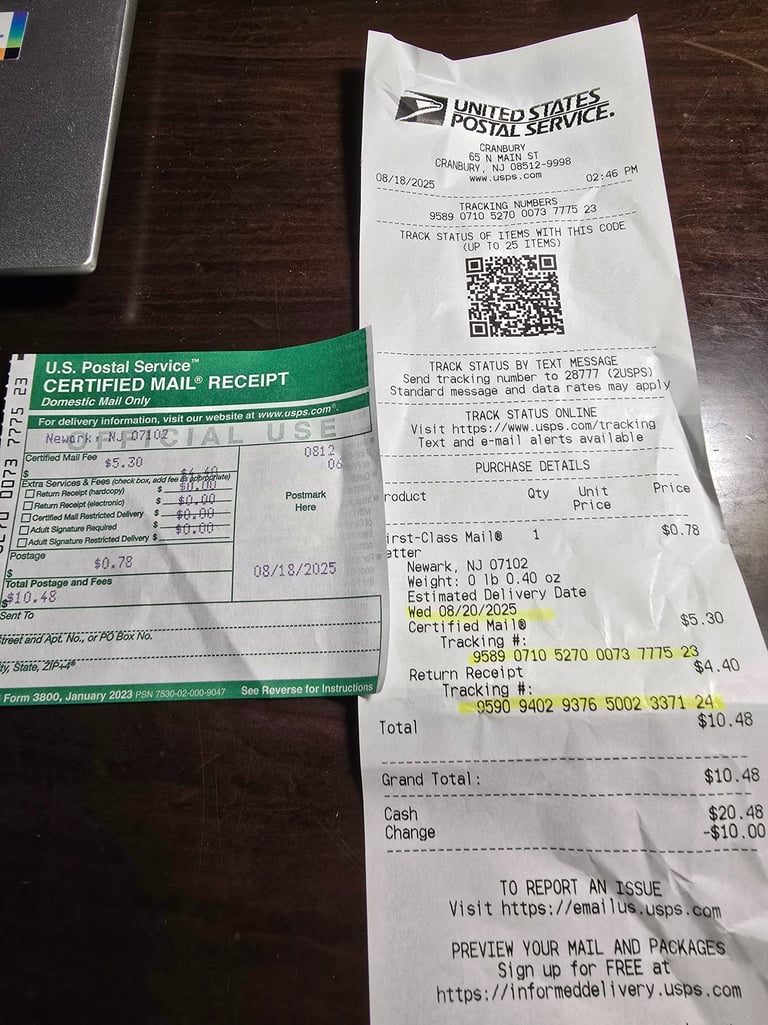 U.S. Postal Service™
CERTIFIED MAIL® RECEIPT
Domestic Mail Only
For delivery information, visit our website at www.usps.com®.
OFFICIAL USE
Newark, NJ 07102
Certified Mail Fee
$5.30
$
$4.40
Extra Services & Fees (check box, add fee as appropriate)
Return Receipt (hardcopy) $ $0.00
Return Receipt (electronic) $ $0.00
Certified Mail Restricted Delivery $ $0.00
Adult Signature Required $ $0.00
Adult Signature Restricted Delivery $
0812
06
Postmark
Here
Postage
$0.78
$
08/18/2025
Total Postage and Fees
$ $10.48
Sent To
treet and Apt. No., or PO Box No.
ty, State, ZIP+4®
Form 3800, January 2023 PSN 7530-02-000-9047 See Reverse for Instructions
0073 7775 23
UNITED STATES
POSTAL SERVICE®
CRANBURY
65 N MAIN ST
CRANBURY, NJ 08512-9998
www.usps.com
08/18/2025 02:46 PM
TRACKING NUMBERS
9589 0710 5270 0073 7775 23
TRACK STATUS OF ITEMS WITH THIS CODE
(UP TO 25 ITEMS)
TRACK STATUS BY TEXT MESSAGE
Send tracking number to 28777 (2USPS)
Standard message and data rates may apply
TRACK STATUS ONLINE
Visit https://www.usps.com/tracking
Text and e-mail alerts available
PURCHASE DETAILS
roduct Qty Unit Price
Price
irst-Class Mail® 1 $0.78
etter
Newark, NJ 07102
Weight: 0 lb 0.40 oz
Estimated Delivery Date
Wed 08/20/2025
Certified Mail® $5.30
Tracking #:
9589 0710 5270 0073 7775 23
Return Receipt $4.40
Tracking #:
9590 9402 9376 5002 3371 24
Total $10.48
Grand Total: $10.48
Cash $20.48
Change -$10.00
TO REPORT AN ISSUE
Visit https://emailus.usps.com
PREVIEW YOUR MAIL AND PACKAGES
Sign up for FREE at
https://informeddelivery.usps.com